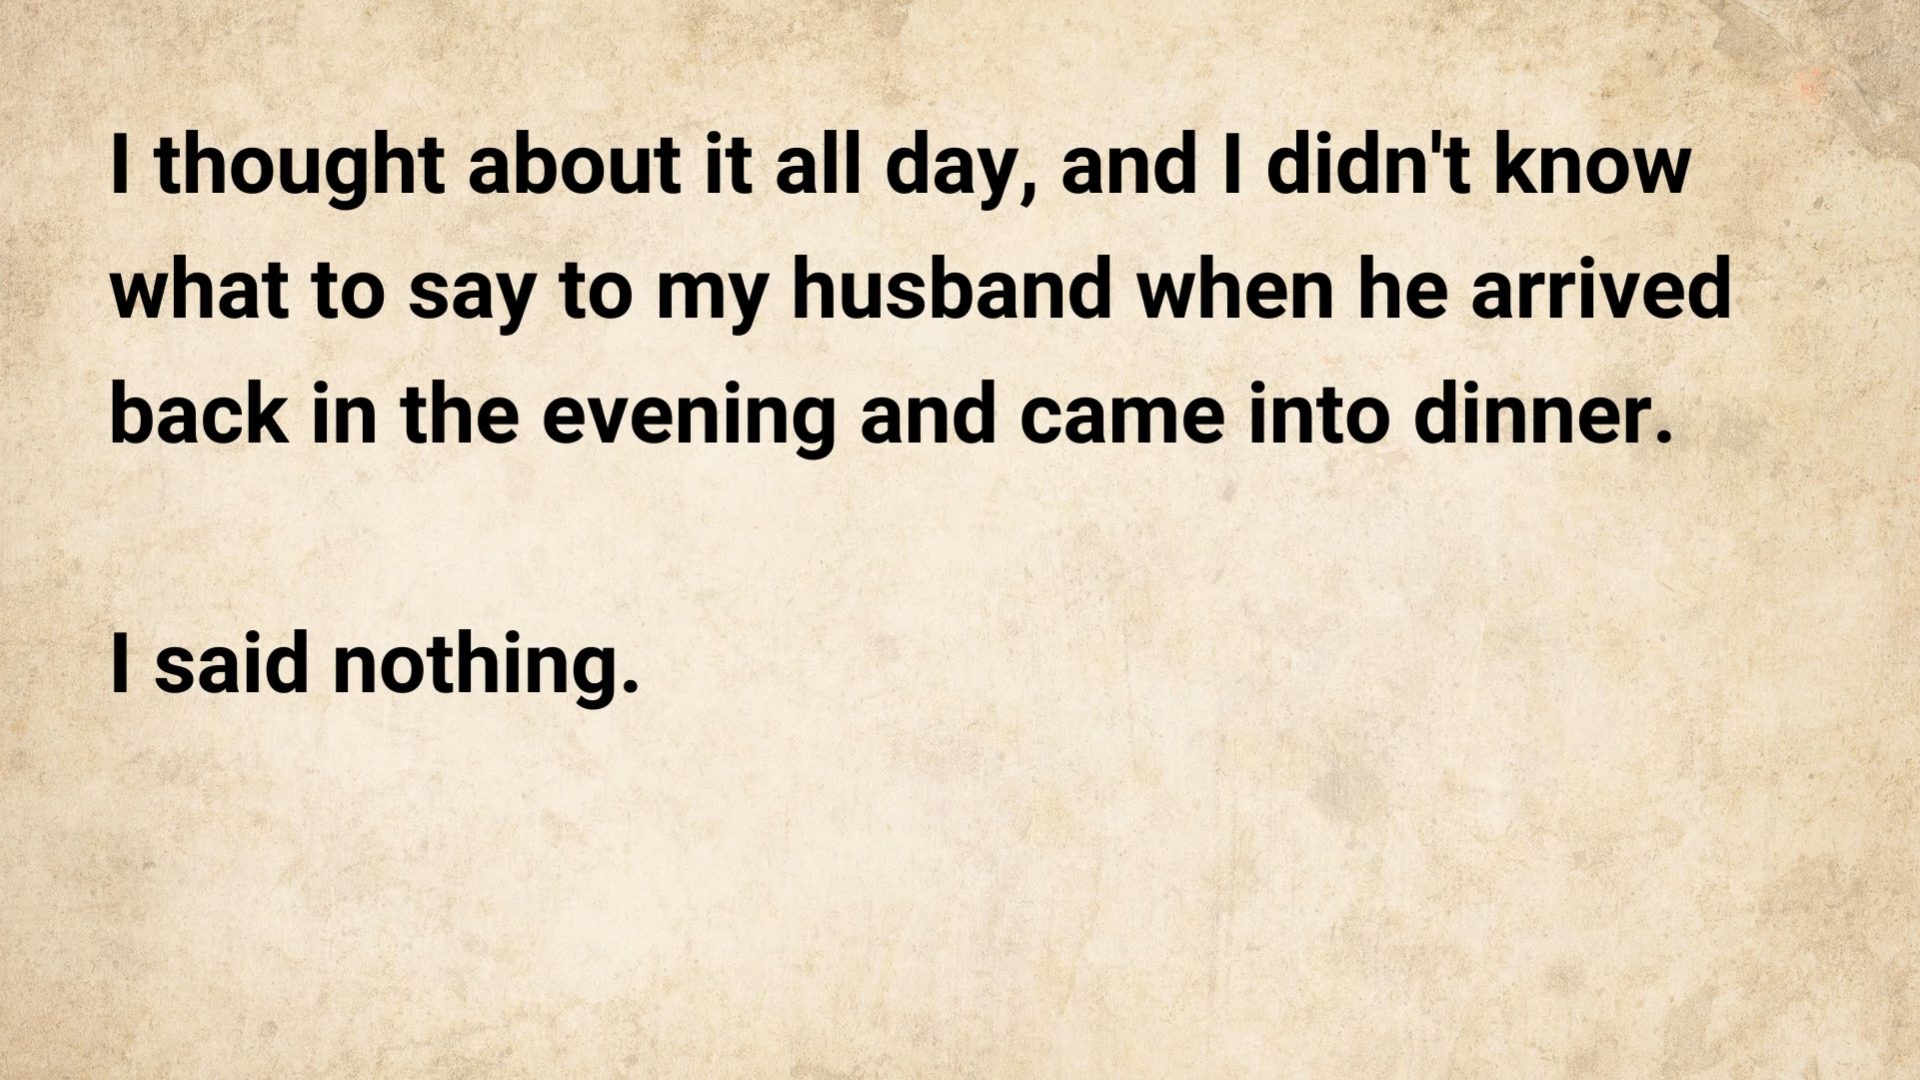 I thought about it all day, and I didn't know
what to say to my husband when he arrived
back in the evening and came into dinner.
I said nothing.